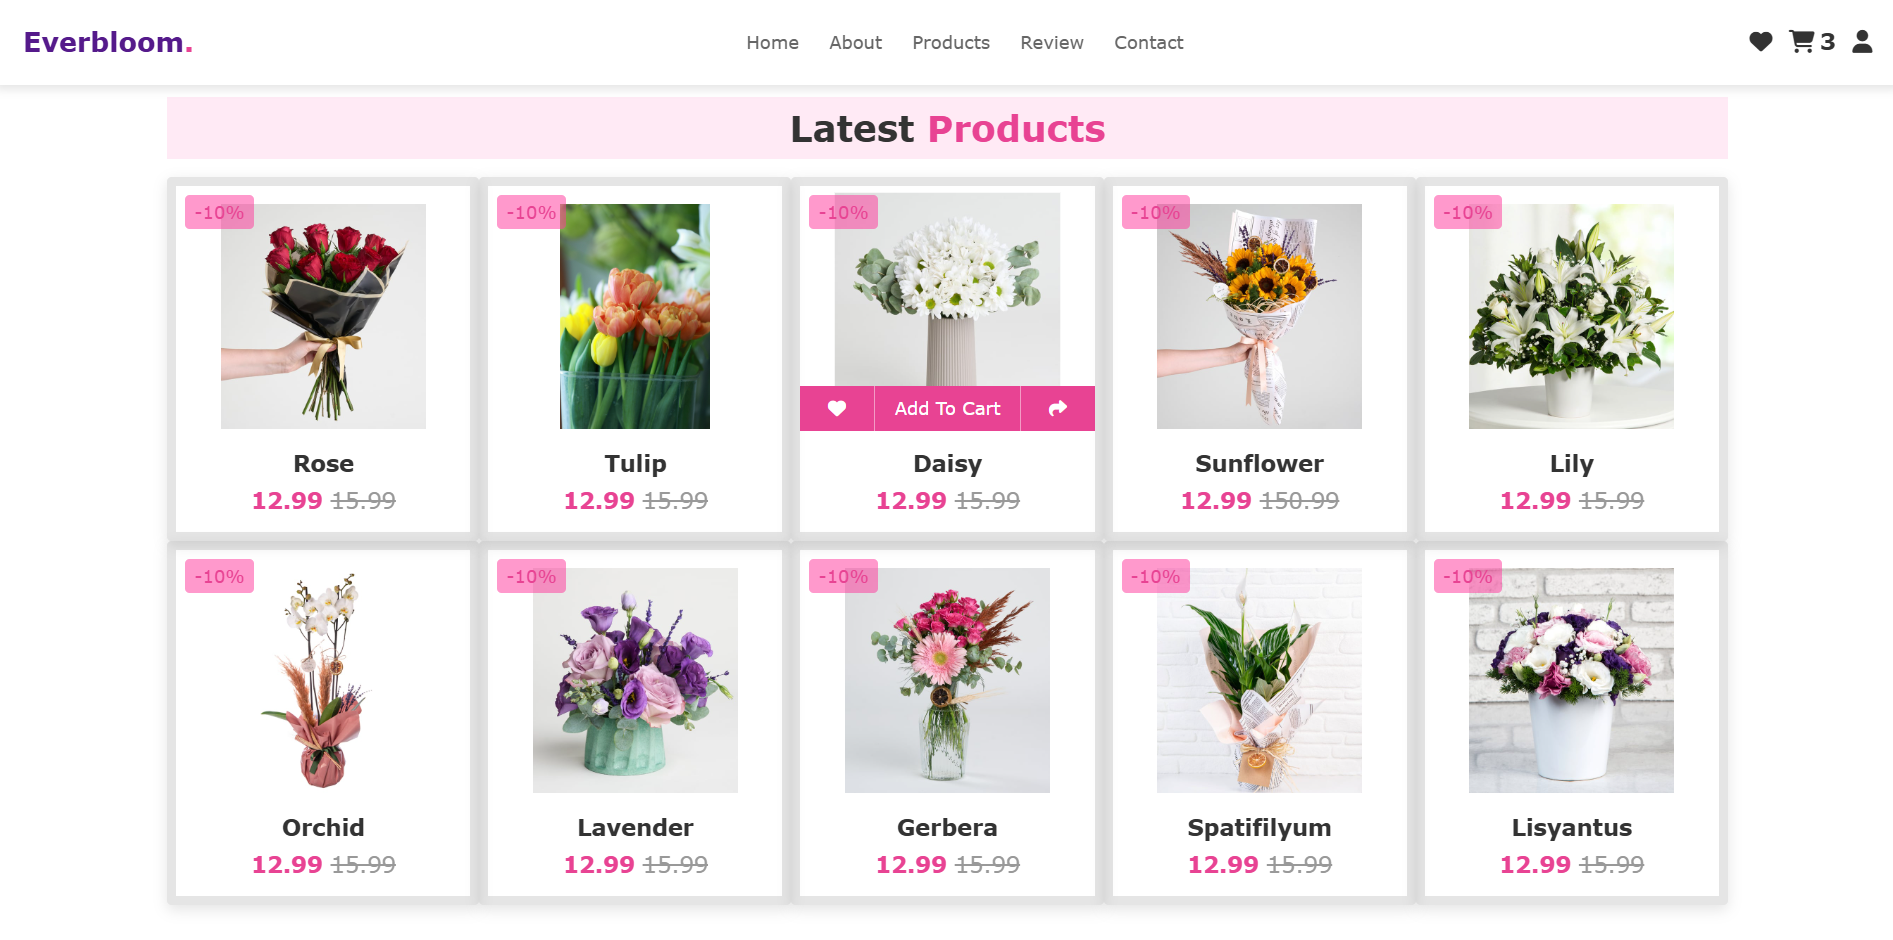 Everbloom.
Home About Products Review Contact
3
Latest Products
-10% -10% -10% -10% -10%
Add To Cart
Rose Tulip Daisy Sunflower Lily
12.99 15.99 12.99 15.99 12.99 15.99 12.99 150.99 12.99 15.99
-10% -10% -10% -10% -10%
Orchid Lavender Gerbera Spatifilyum Lisyantus
12.99 15.99 12.99 15.99 12.99 15.99 12.99 15.99 12.99 15.99